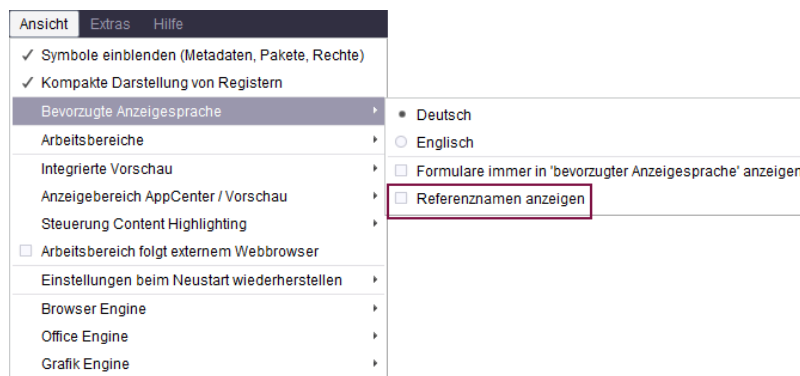 Ansicht Extras Hilfe
Symbole einblenden (Metadaten, Pakete, Rechte)
Kompakte Darstellung von Registern
Bevorzugte Anzeigesprache
Arbeitsbereiche
Integrierte Vorschau
Anzeigebereich AppCenter / Vorschau
Steuerung Content Highlighting
Arbeitsbereich folgt externem Webbrowser
Einstellungen beim Neustart wiederherstellen
Browser Engine
Office Engine
Grafik Engine
Deutsch
Englisch
Formulare immer in 'bevorzugter Anzeigesprache' anzeigen
Referenznamen anzeigen